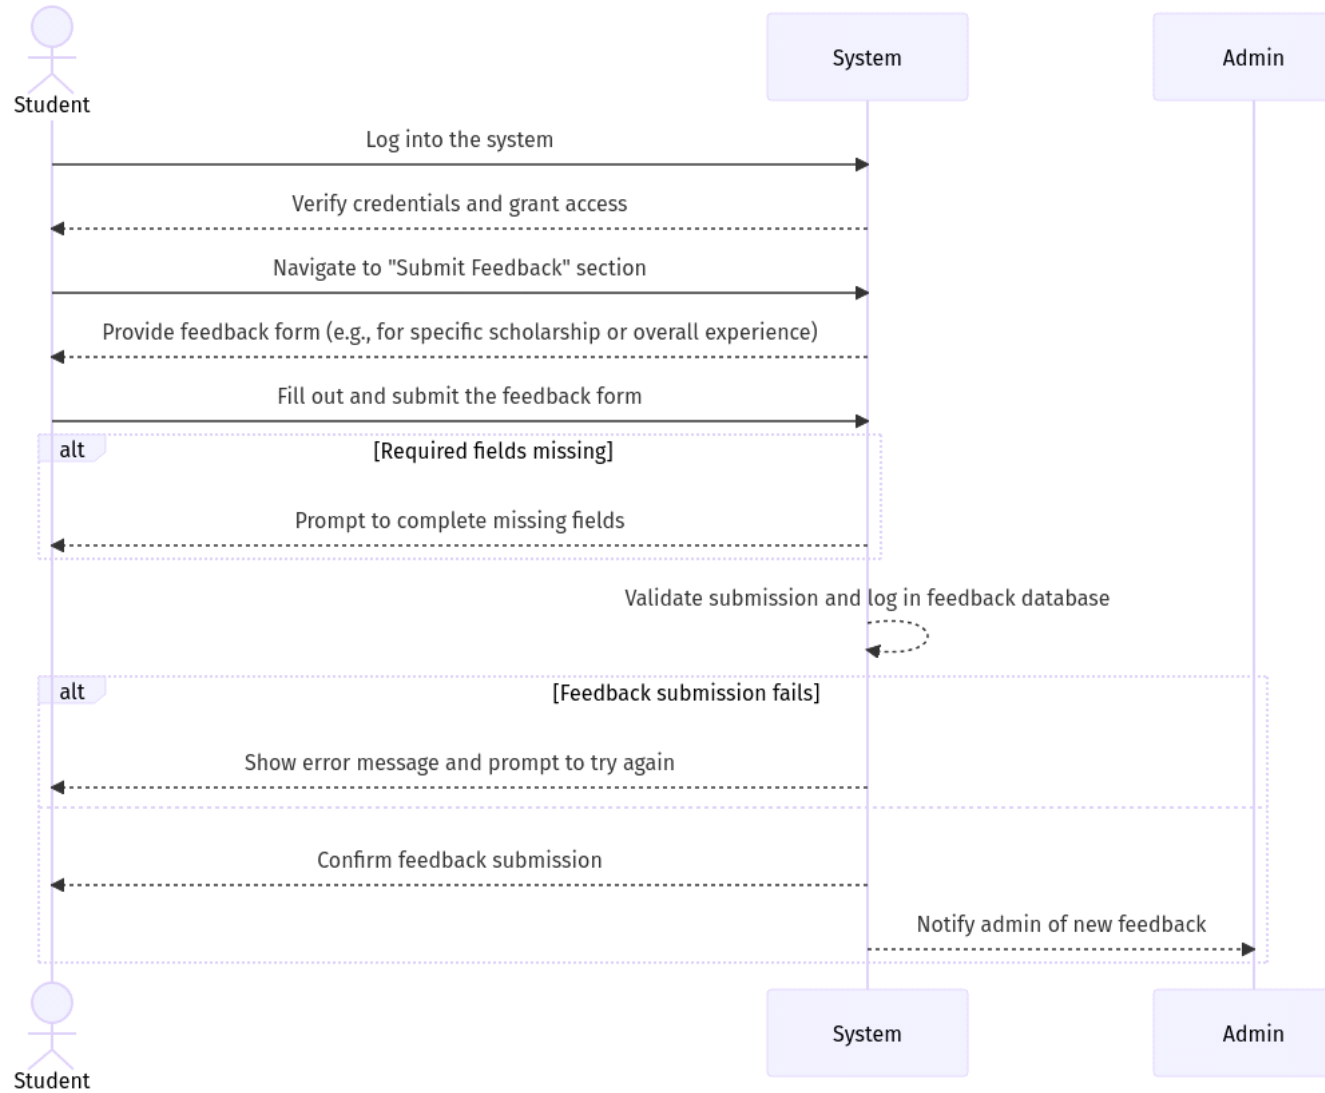 Student
System
Admin
Log into the system
Verify credentials and grant access
Navigate to "Submit Feedback" section
Provide feedback form (e.g., for specific scholarship or overall experience)
Fill out and submit the feedback form
alt
[Required fields missing]
Prompt to complete missing fields
Validate submission and log in feedback database
alt
[Feedback submission fails]
Show error message and prompt to try again
Confirm feedback submission
Notify admin of new feedback
Student
System
Admin